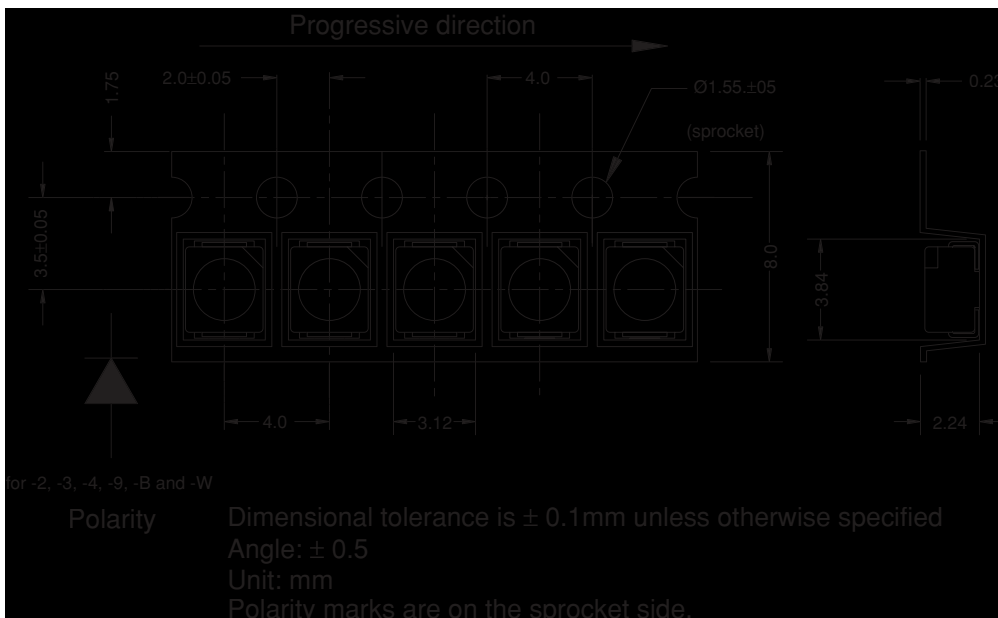 Progressive direction
2.0±0.05
4.0
Ø1.55.±05
0.23
1.75
(sprocket)
3.5±0.05
8.0
3.84
4.0
3.12
2.24
for -2, -3, -4, -9, -B and -W
Polarity
Dimensional tolerance is ± 0.1mm unless otherwise specified
Angle: ± 0.5
Unit: mm
Polarity marks are on the sprocket side.